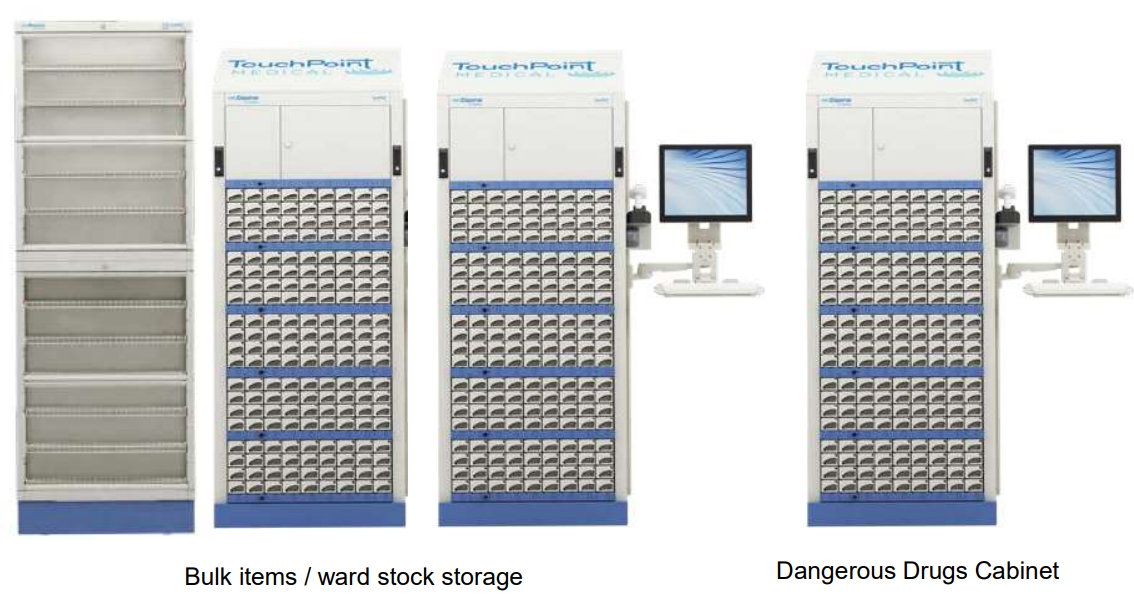 TouchPoint
MEDICAL
TouchPoint
MEDICAL
TouchPoint
MEDICAL
Bulk items / ward stock storage
Dangerous Drugs Cabinet